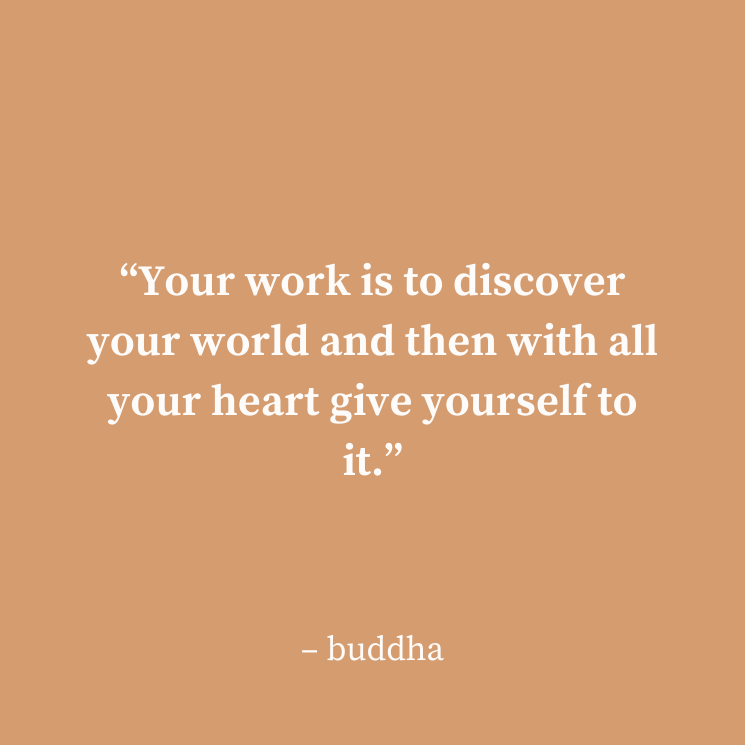 “Your work is to discover
your world and then with all
your heart give yourself to
it.”
– buddha